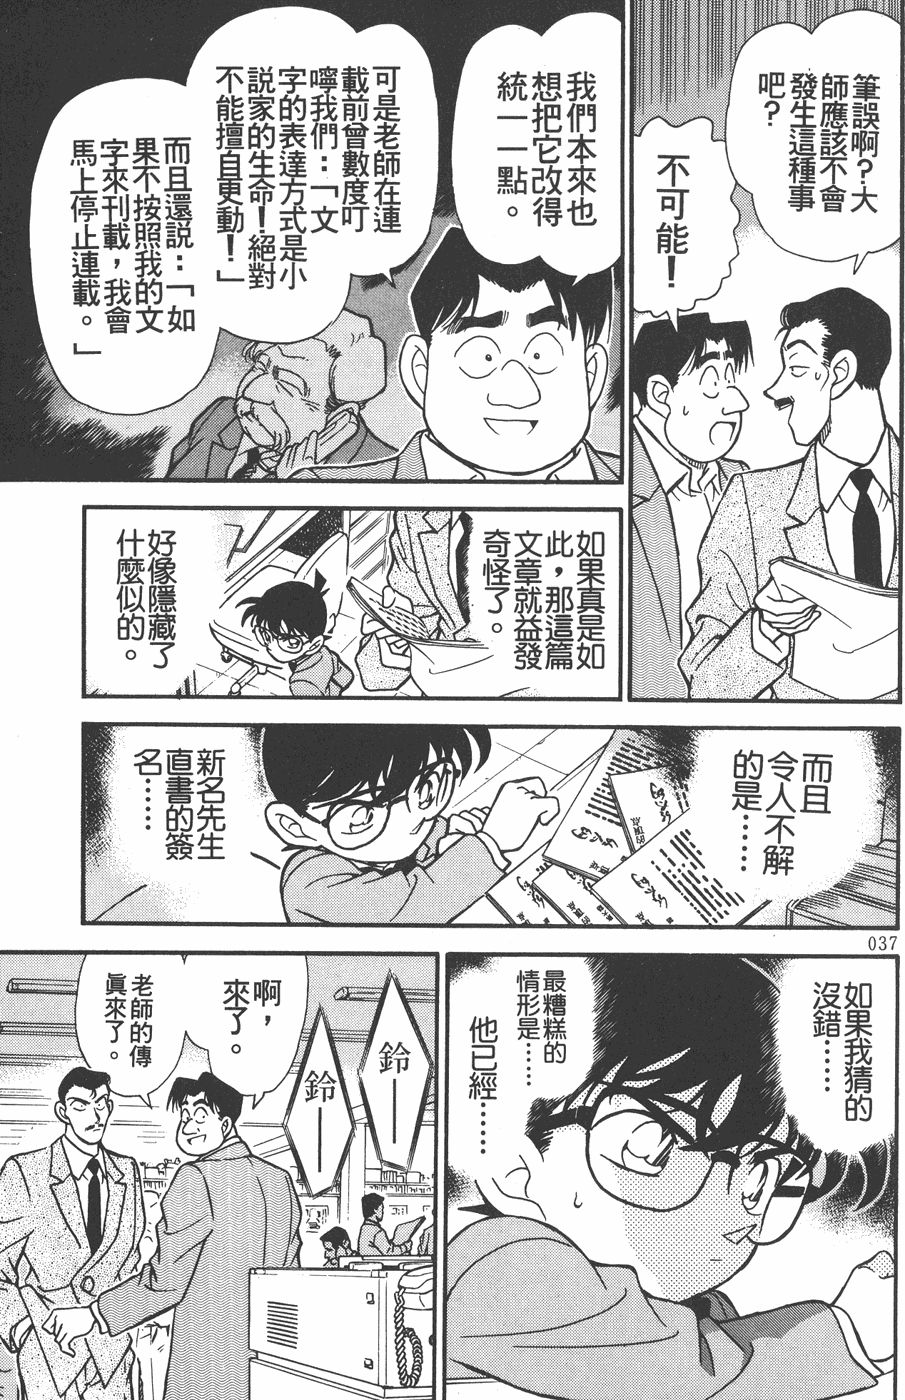 筆誤啊？大
師應該不會
發生這種事
吧？
不可能！
我們本來也
想把它改得
統一一點。
可是老師在連
載前曾數度叮
嚀我們：「文
字的表達方式是小
說家的生命！絕對
不能擅自更動！」
而且還說：「如
果不按照我的文
字來刊載，我會
馬上停止連載。」
如果真是如
此，那這篇
文章就益發
奇怪了。
好像隱藏了
什麼似的。
而且
令人不解
的是……
新名先生
直書的簽
名……
037
如果我猜的
沒錯……
最糟糕的
情形是……
他已經……
鈴—
鈴—
啊，
來了。
老師的傳
真來了。